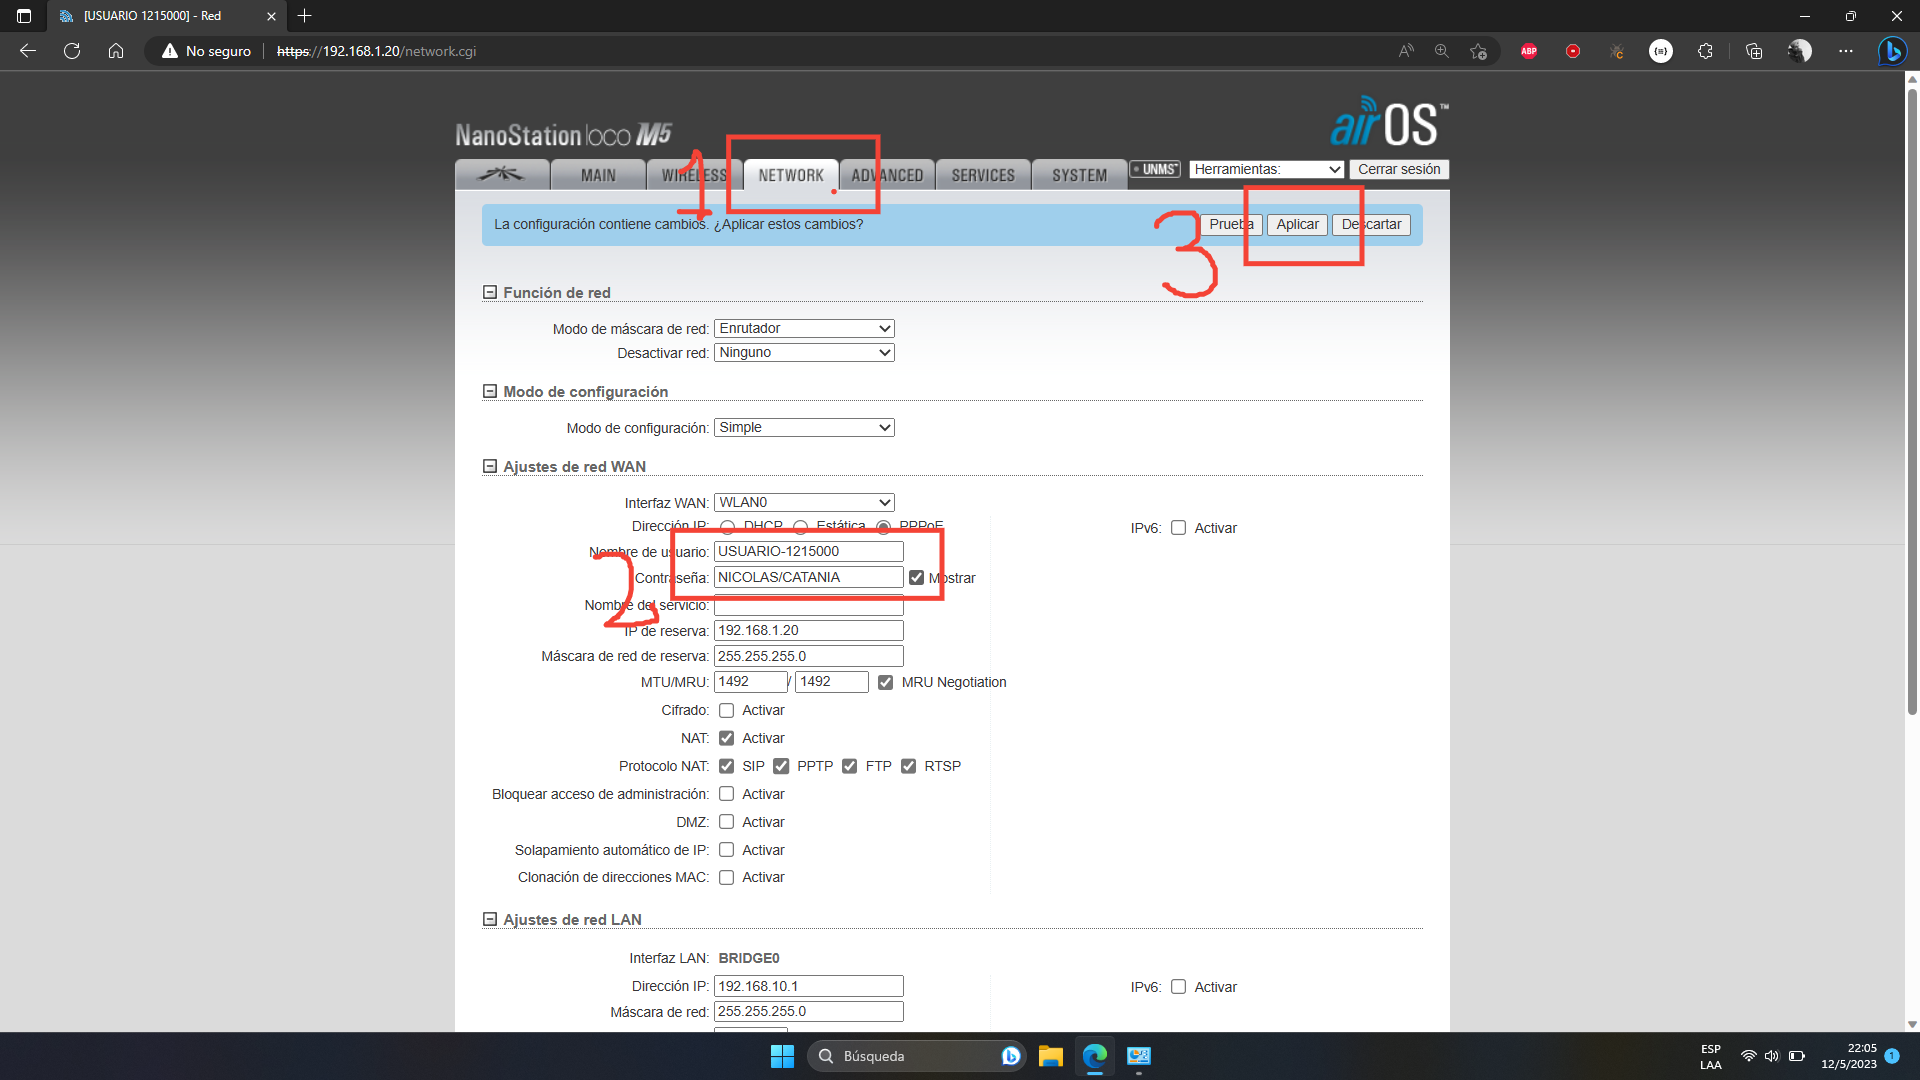 [USUARIO 1215000] - Red
No seguro
https://192.168.1.20/network.cgi
ABP
NanoStation loco M5
airOS™
MAIN
WIRELESS
NETWORK
ADVANCED
SERVICES
SYSTEM
UNMS™
Herramientas:
Cerrar sesión
1
La configuración contiene cambios. ¿Aplicar estos cambios?
Prueba
Aplicar
Descartar
3
Función de red
Modo de máscara de red: Enrutador
Desactivar red: Ninguno
Modo de configuración
Modo de configuración: Simple
Ajustes de red WAN
Interfaz WAN: WLAN0
Dirección IP: DHCP Estática PPPoE
IPv6: Activar
Nombre de usuario: USUARIO-1215000
Contraseña: NICOLAS/CATANIA Mostrar
2
Nombre del servicio:
IP de reserva: 192.168.1.20
Máscara de red de reserva: 255.255.255.0
MTU/MRU: 1492 / 1492 MRU Negotiation
Cifrado: Activar
NAT: Activar
Protocolo NAT: SIP PPTP FTP RTSP
Bloquear acceso de administración: Activar
DMZ: Activar
Solapamiento automático de IP: Activar
Clonación de direcciones MAC: Activar
Ajustes de red LAN
Interfaz LAN: BRIDGE0
Dirección IP: 192.168.10.1
IPv6: Activar
Máscara de red: 255.255.255.0
Búsqueda
ESP
LAA
22:05
12/5/2023
1